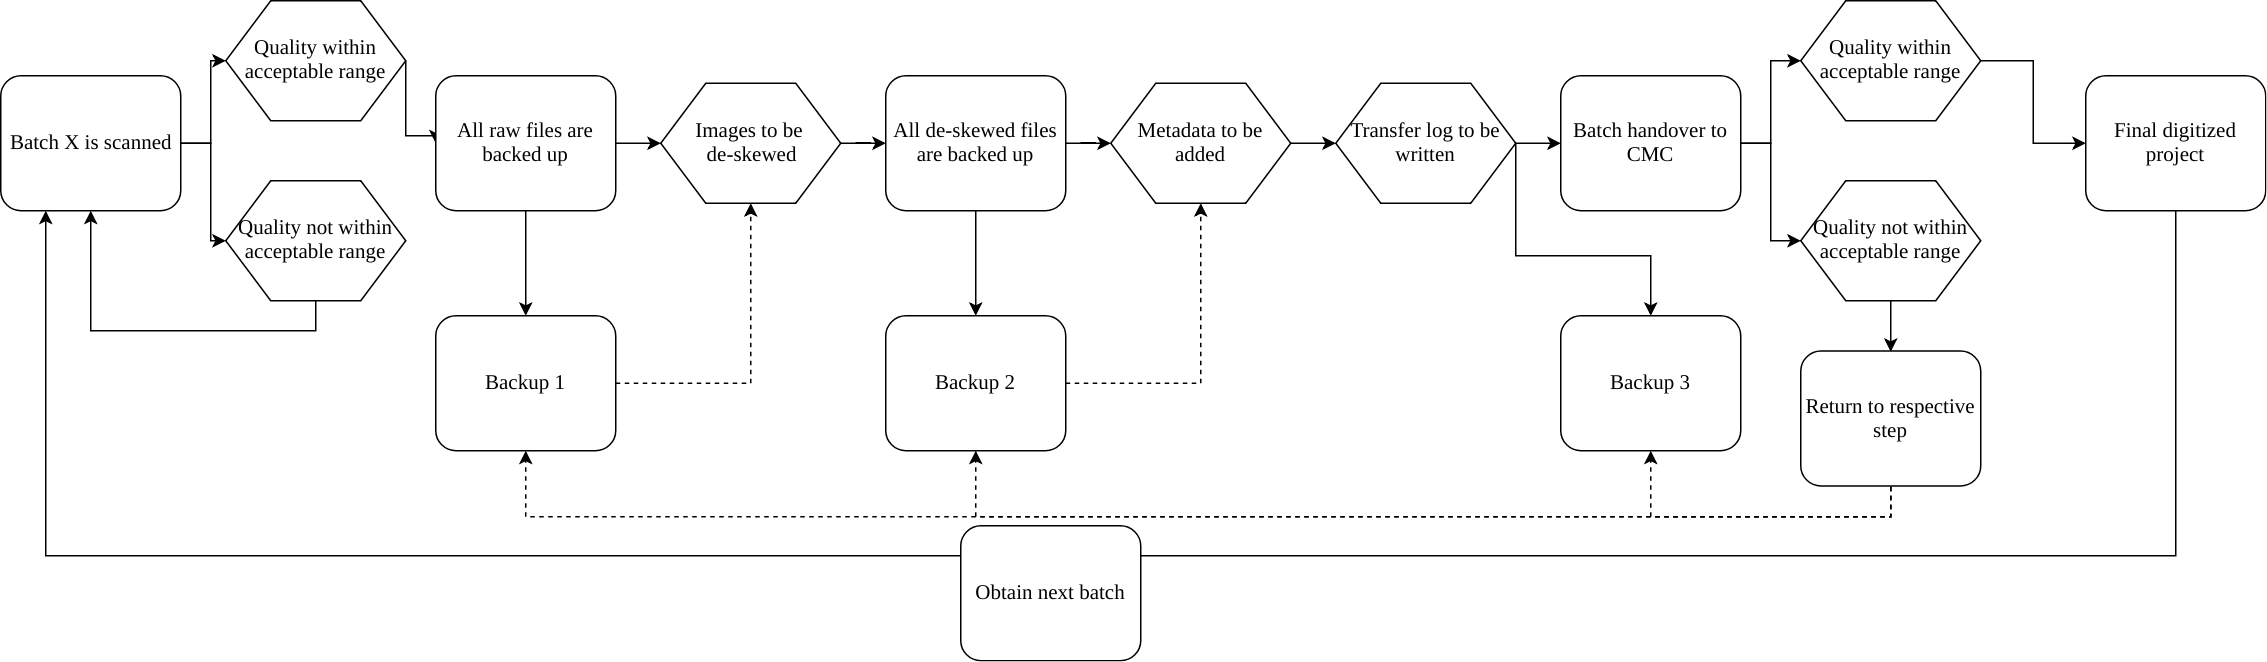 Quality within
acceptable range
Batch X is scanned
Quality not within
acceptable range
All raw files are
backed up
Images to be
de-skewed
All de-skewed files
are backed up
Metadata to be
added
Transfer log to be
written
Batch handover to
CMC
Quality within
acceptable range
Quality not within
acceptable range
Final digitized
project
Backup 1
Backup 2
Backup 3
Return to respective
step
Obtain next batch